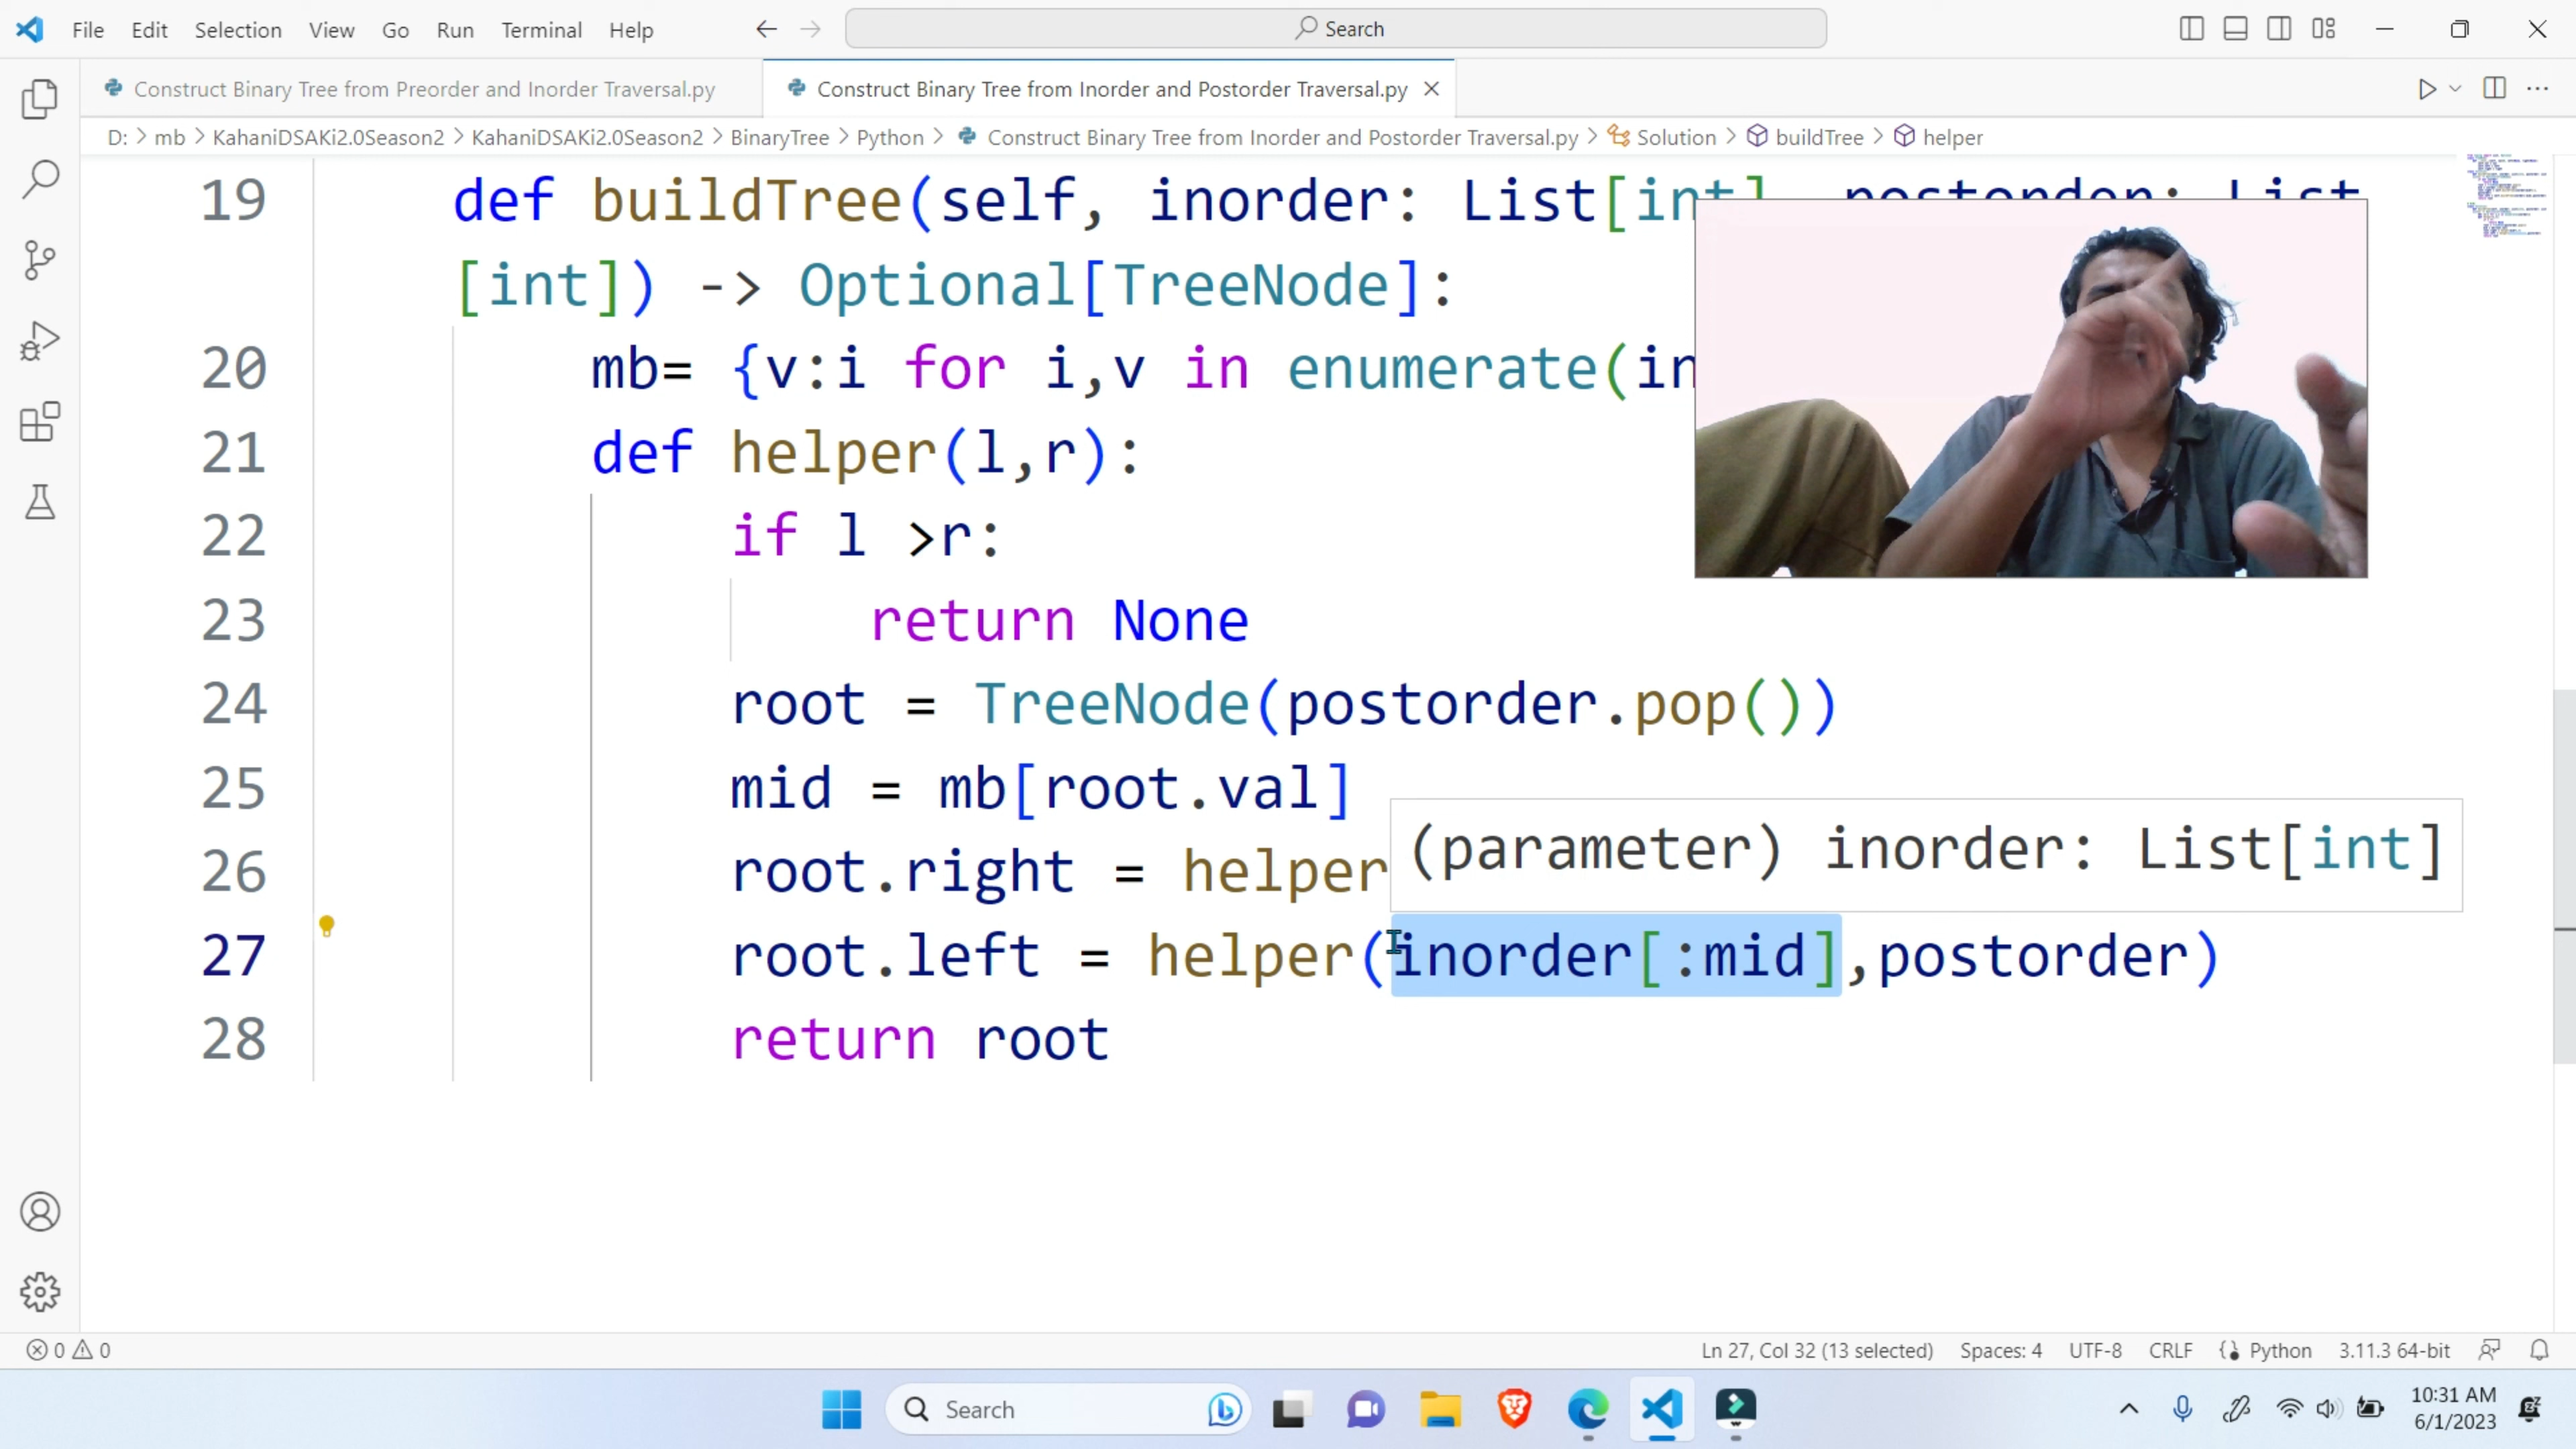 File Edit Selection View Go Run Terminal Help
Search
Construct Binary Tree from Preorder and Inorder Traversal.py
Construct Binary Tree from Inorder and Postorder Traversal.py
D: > mb > KahaniDSAKi2.0Season2 > KahaniDSAKi2.0Season2 > BinaryTree > Python > Construct Binary Tree from Inorder and Postorder Traversal.py > Solution > buildTree > helper
19 def buildTree(self, inorder: List[int], postorder: List
[int]) -> Optional[TreeNode]:
20 mb= {v:i for i,v in enumerate(in
21 def helper(l,r):
22 if l >r:
23 return None
24 root = TreeNode(postorder.pop())
25 mid = mb[root.val]
(parameter) inorder: List[int]
26 root.right = helper
27 root.left = helper(inorder[:mid],postorder)
28 return root
0 0
Ln 27, Col 32 (13 selected) Spaces: 4 UTF-8 CRLF Python 3.11.3 64-bit
Search
10:31 AM
6/1/2023